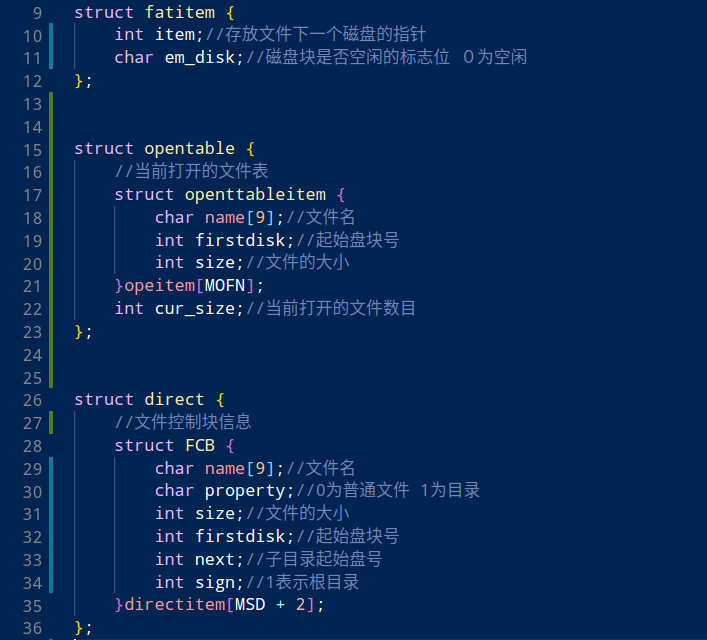 9 struct fatitem {
10 int item;//存放文件下一个磁盘的指针
11 char em_disk;//磁盘块是否空闲的标志位 0为空闲
12 };
13
14
15 struct opentable {
16 //当前打开的文件表
17 struct openttableitem {
18 char name[9];//文件名
19 int firstdisk;//起始盘块号
20 int size;//文件的大小
21 }opeitem[MOFN];
22 int cur_size;//当前打开的文件数目
23 };
24
25
26 struct direct {
27 //文件控制块信息
28 struct FCB {
29 char name[9];//文件名
30 char property;//0为普通文件 1为目录
31 int size;//文件的大小
32 int firstdisk;//起始盘块号
33 int next;//子目录起始盘号
34 int sign;//1表示根目录
35 }directitem[MSD + 2];
36 };